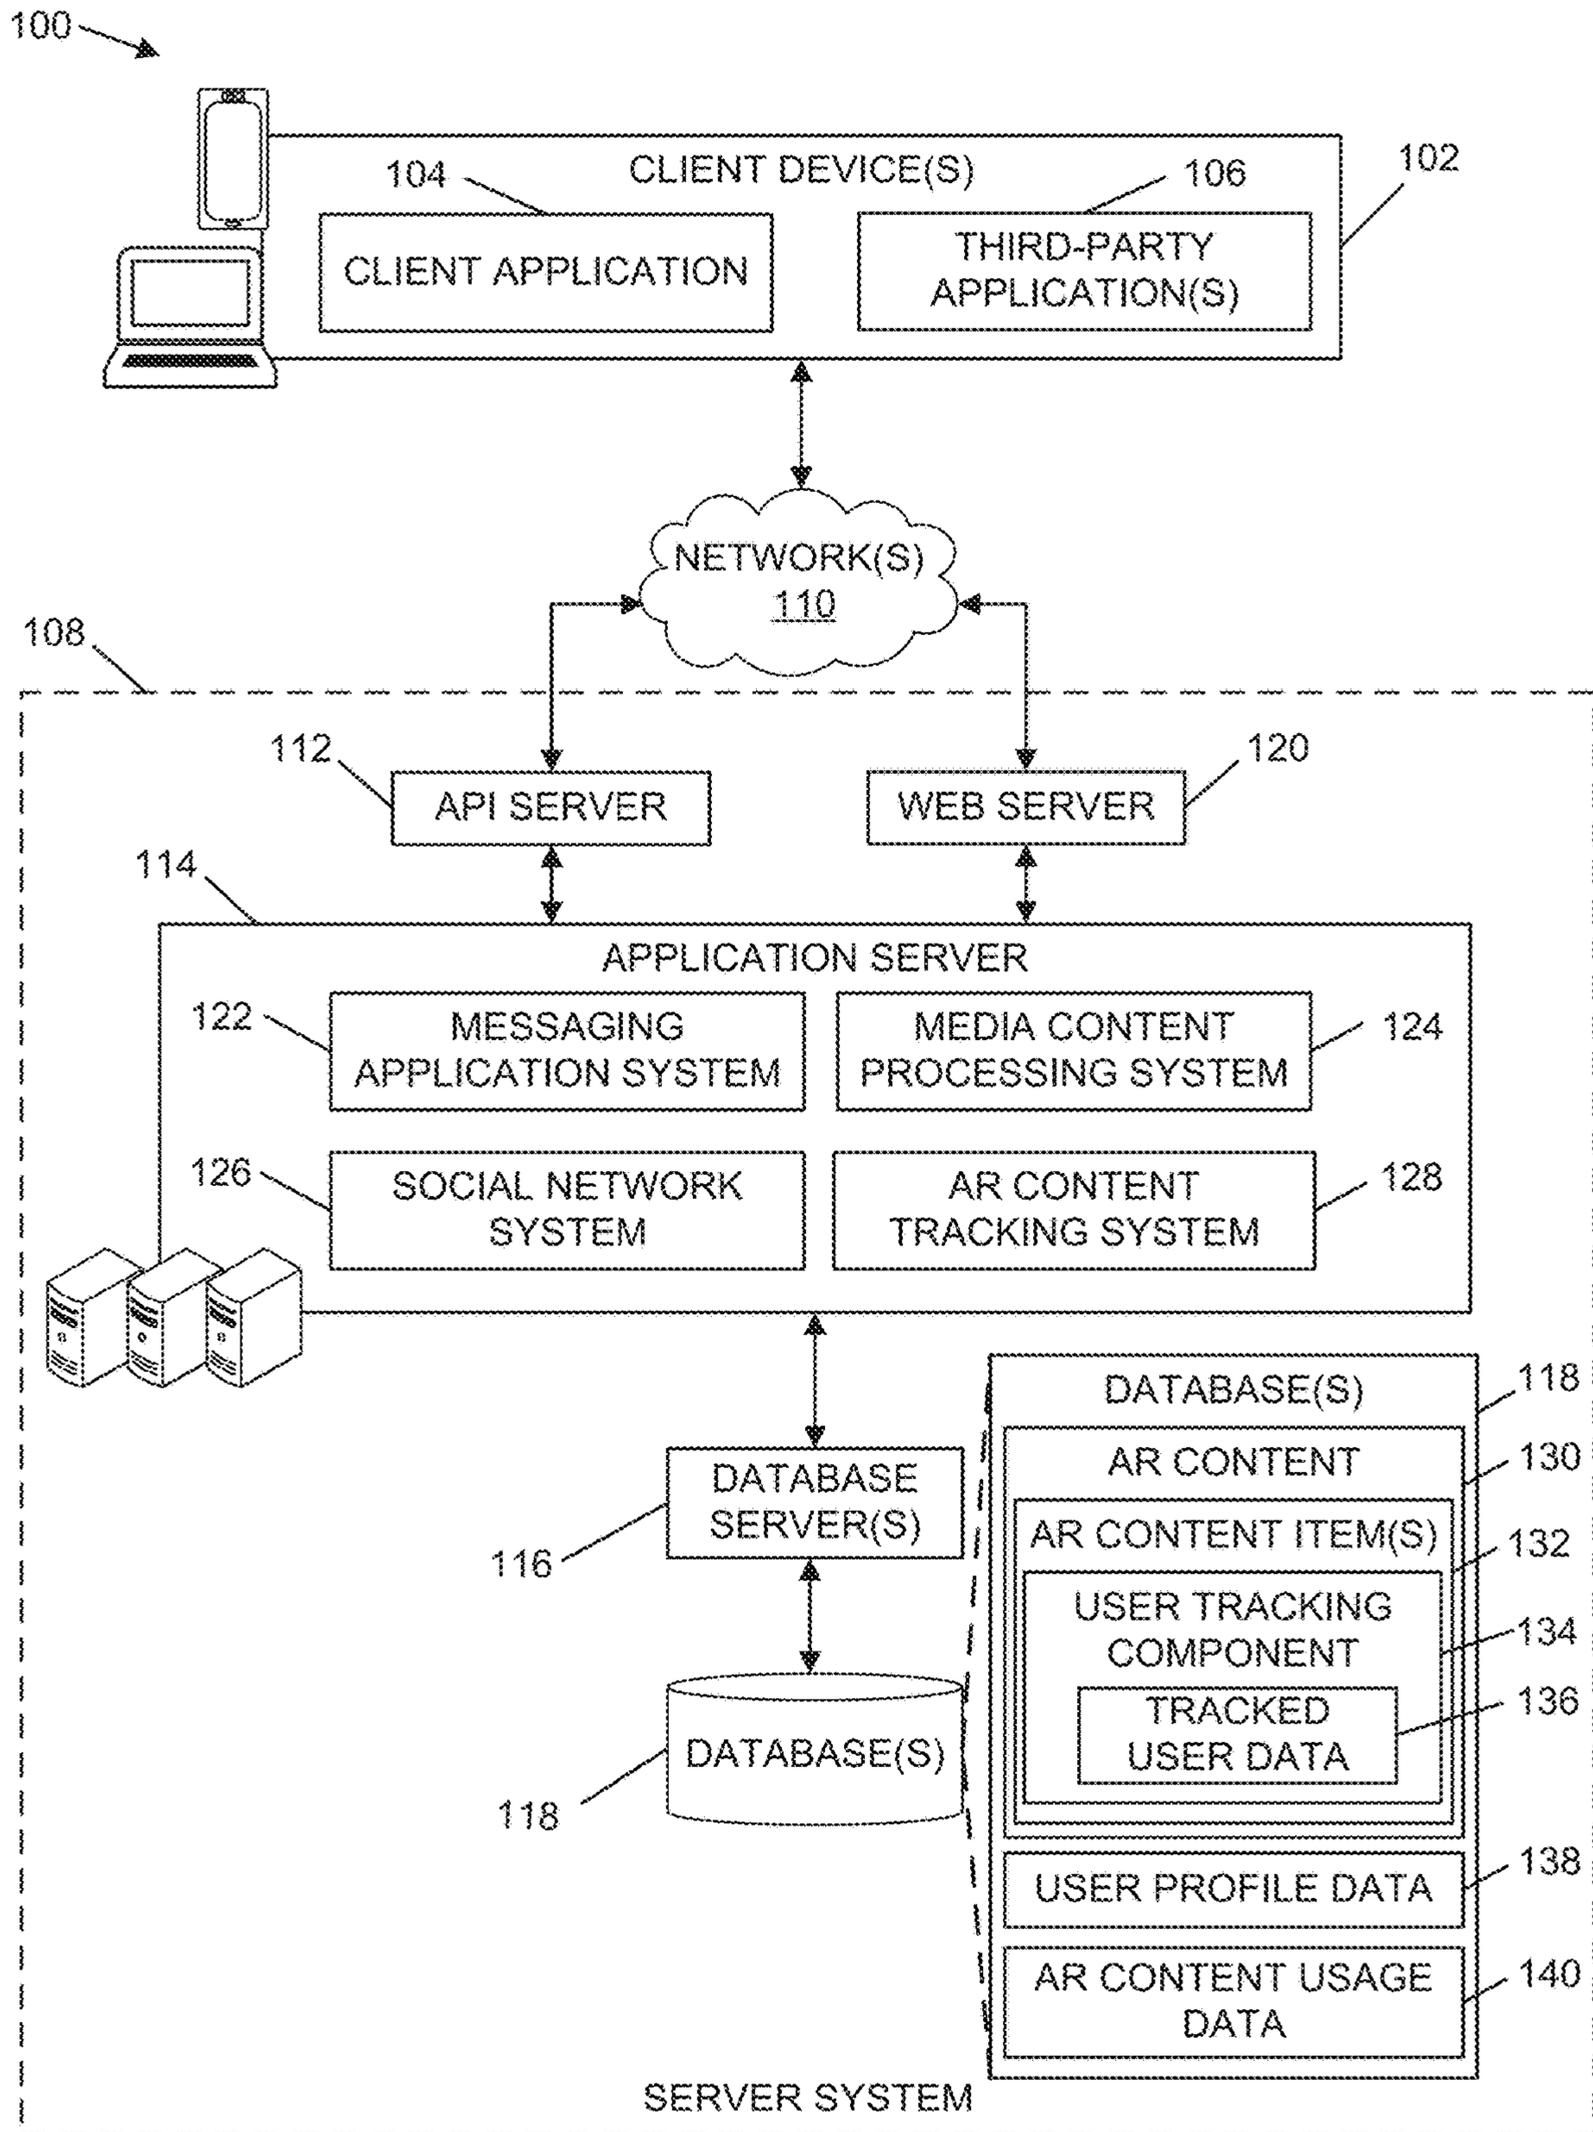 100
CLIENT DEVICE(S)
102
104
106
CLIENT APPLICATION
THIRD-PARTY
APPLICATION(S)
NETWORK(S)
110
108
112
120
API SERVER
WEB SERVER
114
APPLICATION SERVER
122
MESSAGING
APPLICATION SYSTEM
MEDIA CONTENT
PROCESSING SYSTEM
124
126
SOCIAL NETWORK
SYSTEM
AR CONTENT
TRACKING SYSTEM
128
DATABASE(S)
118
AR CONTENT
130
DATABASE
SERVER(S)
116
AR CONTENT ITEM(S)
132
USER TRACKING
COMPONENT
134
TRACKED
USER DATA
136
DATABASE(S)
118
USER PROFILE DATA
138
AR CONTENT USAGE
DATA
140
SERVER SYSTEM